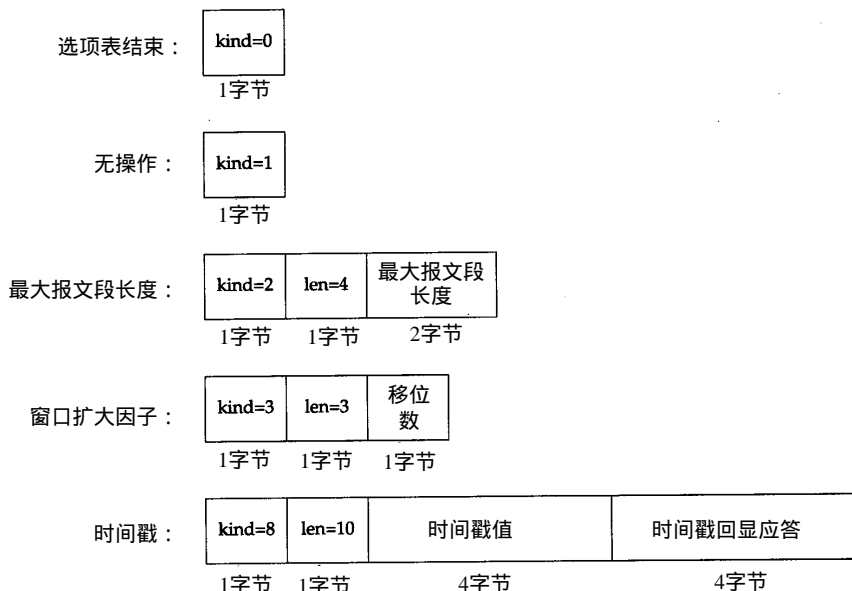 选项表结束：
kind=0
1字节
无操作：
kind=1
1字节
最大报文段长度：
kind=2
len=4
最大报文段
长度
1字节
1字节
2字节
窗口扩大因子：
kind=3
len=3
移位
数
1字节
1字节
1字节
时间戳：
kind=8
len=10
时间戳值
时间戳回显应答
1字节
1字节
4字节
4字节